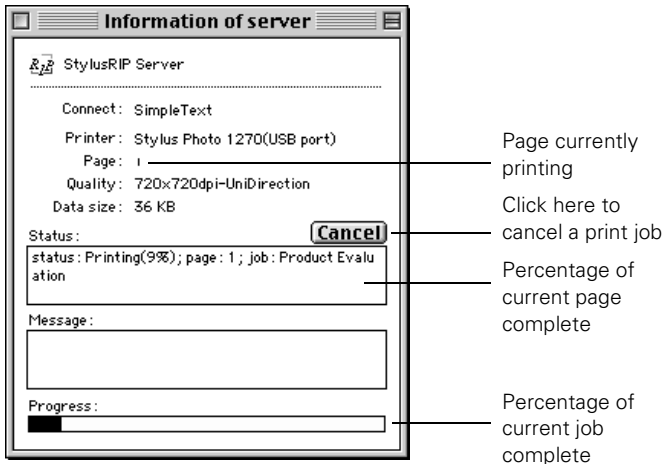 Information of server
RIP StylusRIP Server
Connect: SimpleText
Printer: Stylus Photo 1270(USB port)
Page: 1
Quality: 720x720dpi-UniDirection
Data size: 36 KB
Status:
Cancel
status: Printing(9%); page: 1; job: Product Evalu
ation
Message:
Progress:
Page currently
printing
Click here to
cancel a print job
Percentage of
current page
complete
Percentage of
current job
complete